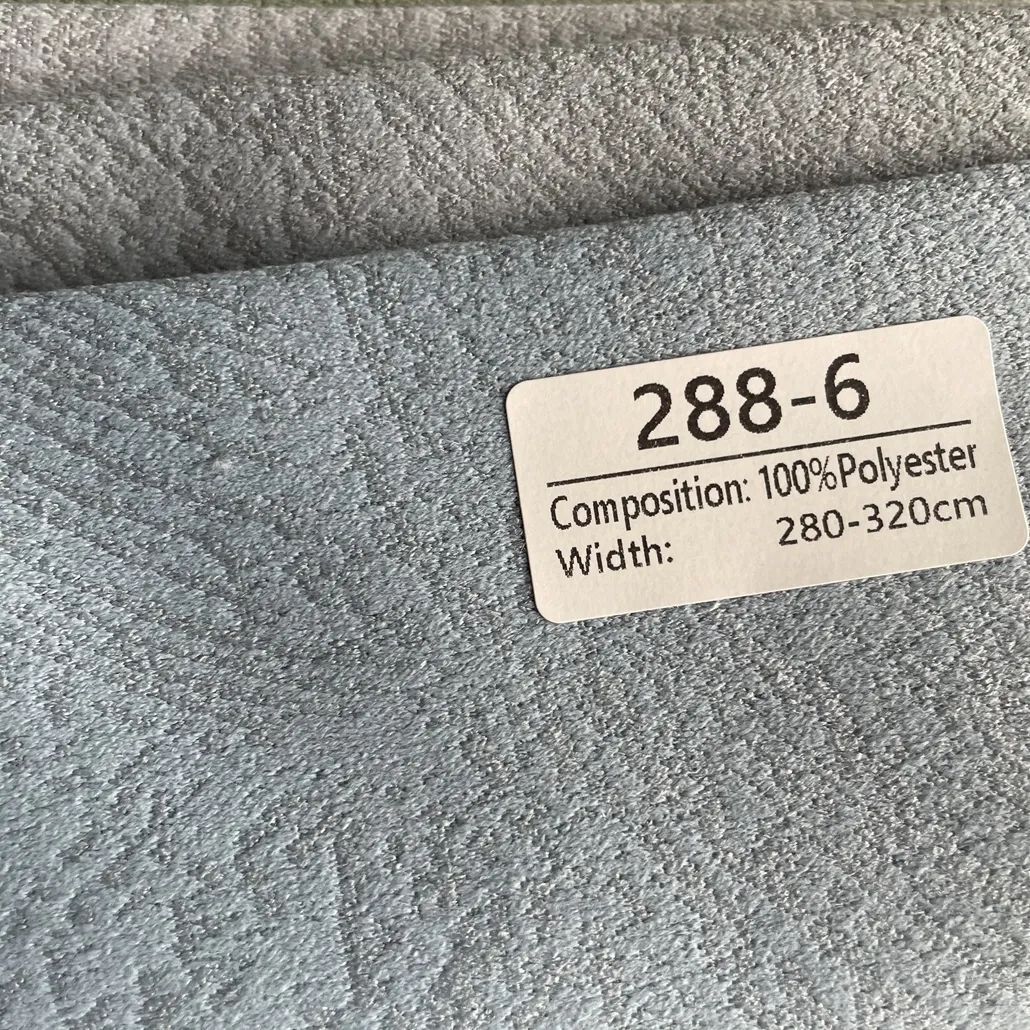 288-6
Composition: 100%Polyester
Width: 280-320cm